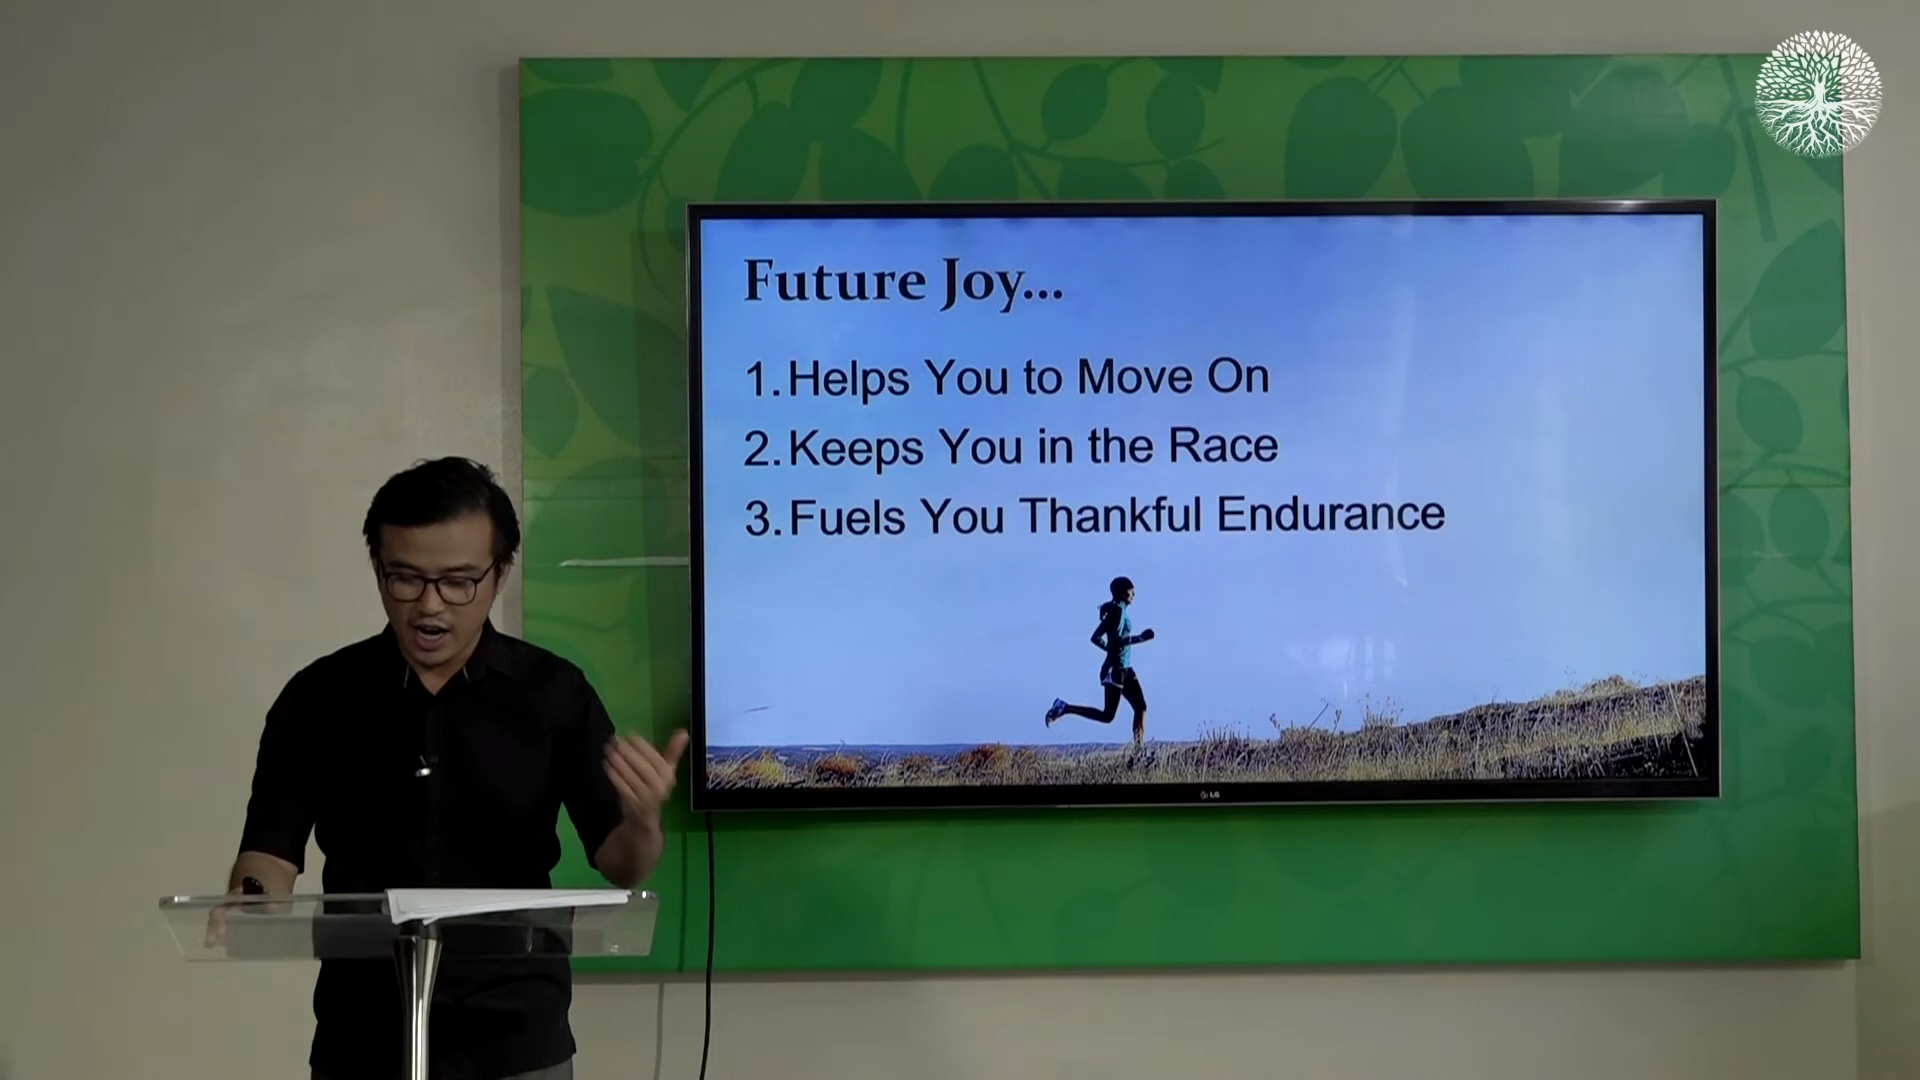 Future Joy...
1. Helps You to Move On
2. Keeps You in the Race
3. Fuels You Thankful Endurance
LG